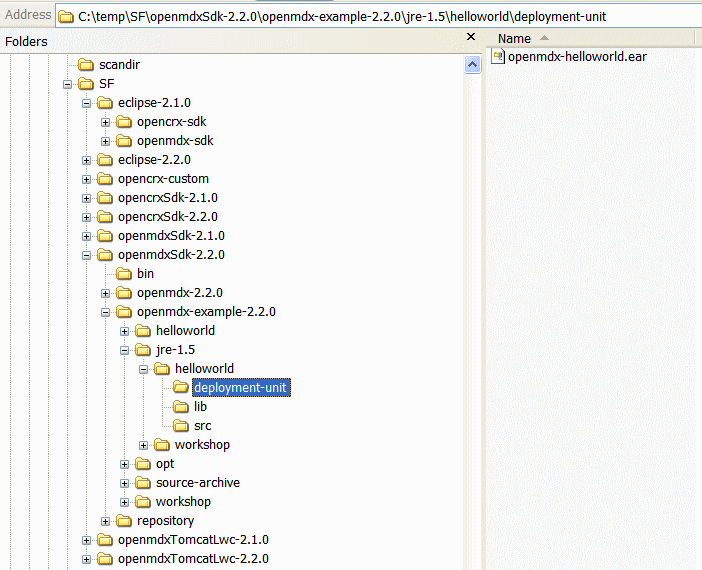 Address C:\temp\SF\openmdxSdk-2.2.0\openmdx-example-2.2.0\jre-1.5\helloworld\deployment-unit
Folders
Name
openmdx-helloworld.ear
scandir
SF
eclipse-2.1.0
opencrx-sdk
openmdx-sdk
eclipse-2.2.0
opencrx-custom
opencrxSdk-2.1.0
opencrxSdk-2.2.0
openmdxSdk-2.1.0
openmdxSdk-2.2.0
bin
openmdx-2.2.0
openmdx-example-2.2.0
helloworld
jre-1.5
helloworld
deployment-unit
lib
src
workshop
opt
source-archive
workshop
repository
openmdxTomcatLwc-2.1.0
openmdxTomcatLwc-2.2.0